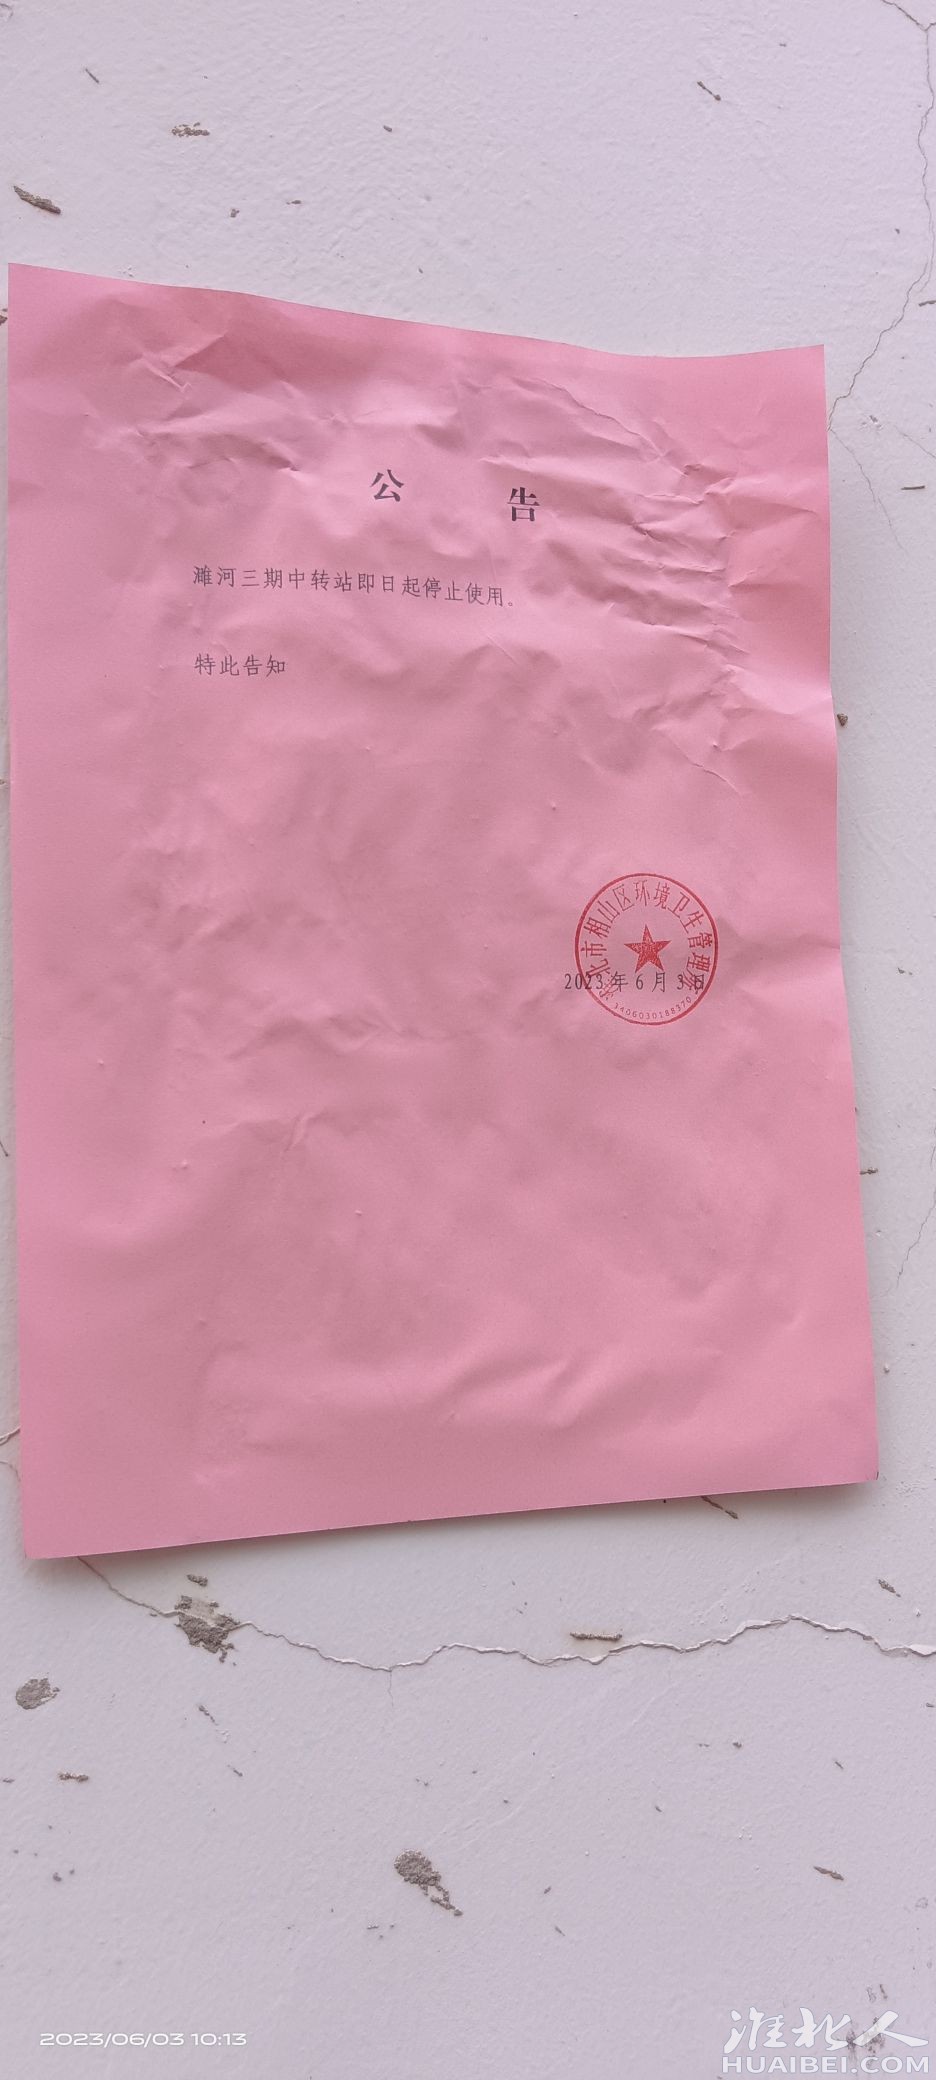 公 告
濉河三期中转站即日起停止使用。
特此告知
淮北市相山区环境卫生管理所
2023年6月3日
3406030188370
2023/06/03 10:13
淮北人
HUAIBEI.COM